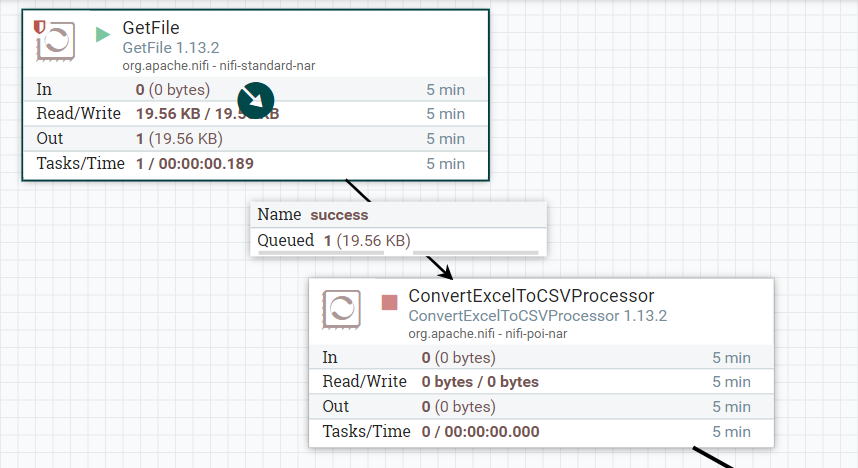 GetFile
GetFile 1.13.2
org.apache.nifi - nifi-standard-nar
In 0 (0 bytes) 5 min
Read/Write 19.56 KB / 19.5 KB 5 min
Out 1 (19.56 KB) 5 min
Tasks/Time 1 / 00:00:00.189 5 min
Name success
Queued 1 (19.56 KB)
ConvertExcelToCSVProcessor
ConvertExcelToCSVProcessor 1.13.2
org.apache.nifi - nifi-poi-nar
In 0 (0 bytes) 5 min
Read/Write 0 bytes / 0 bytes 5 min
Out 0 (0 bytes) 5 min
Tasks/Time 0 / 00:00:00.000 5 min